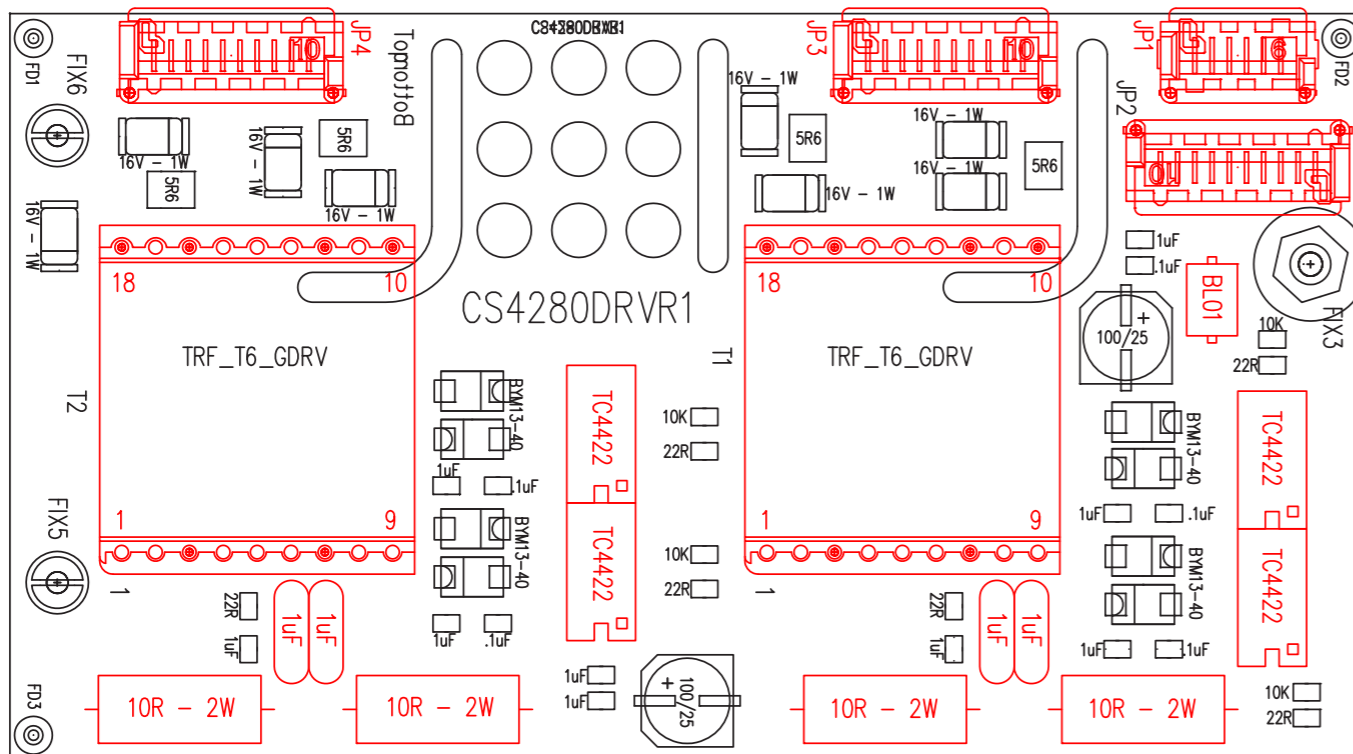 JP4
CS4280DRVR1
JP3
JP1
10
10
6
FD1
FIX6
TopmottoB
FD2
16V - 1W
16V - 1W
JP2
5R6
16V - 1W
5R6
16V - 1W
5R6
16V - 1W
10
16V - 1W
5R6
16V - 1W
16V - 1W
16V - 1W
1uF
.1uF
18
10
18
10
BL01
CS4280DRVR1
FIX3
100/25
+
10K
TRF_T6_GDRV
T1
TRF_T6_GDRV
22R
T2
BYM13-40
TC4422
10K
BYM13-40
TC4422
22R
1uF
.1uF
1uF
.1uF
1
9
1
9
FIX5
BYM13-40
TC4422
10K
BYM13-40
TC4422
22R
1
1
22R
1uF
1uF
22R
1uF
1uF
1uF
1uF
.1uF
1uF
1uF
.1uF
1uF
1uF
FD3
10R - 2W
10R - 2W
+
100/25
10R - 2W
10R - 2W
10K
22R